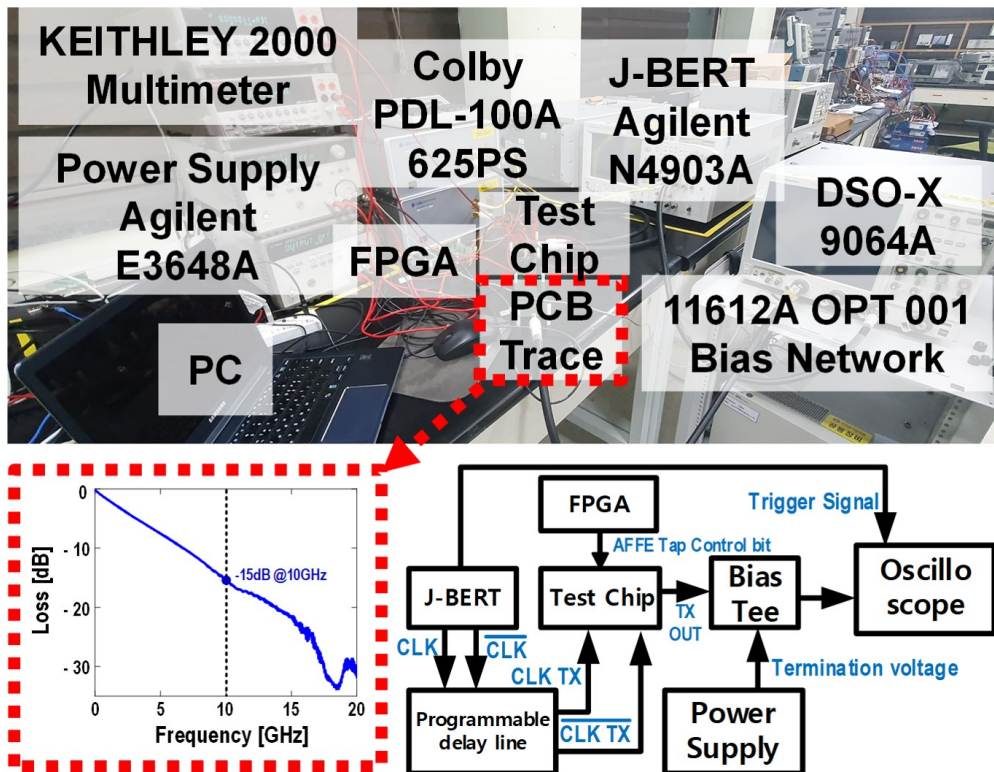 KEITHLEY 2000
Multimeter
Colby
PDL-100A
625PS
J-BERT
Agilent
N4903A
Power Supply
Agilent
E3648A
DSO-X
9064A
Test
Chip
FPGA
PCB
Trace
11612A OPT 001
Bias Network
PC
0
- 10
- 20
- 30
Loss [dB]
-15dB @10GHz
0
5
10
15
20
Frequency [GHz]
FPGA
Trigger Signal
AFFE Tap Control bit
J-BERT
Test Chip
TX
OUT
Bias
Tee
Oscillo
scope
CLK
C̅L̅K̅
CLK TX
C̅L̅K̅ ̅T̅X̅
Termination voltage
Programmable
delay line
Power
Supply